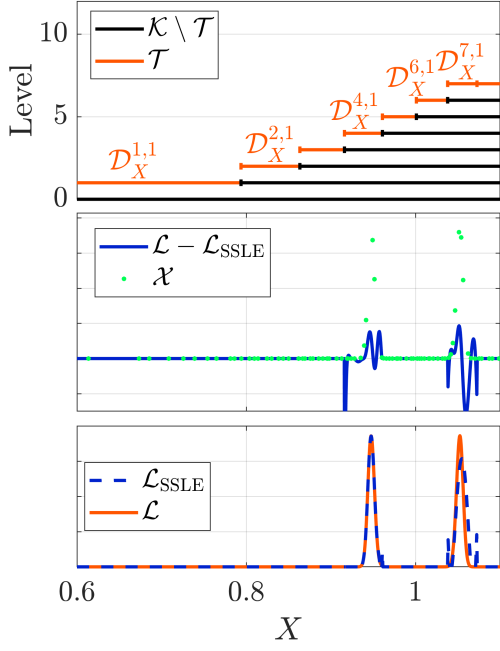 𝒦 \ 𝒯
𝒯
Level
10
5
0
𝒟_X^{1,1}
𝒟_X^{2,1}
𝒟_X^{4,1}
𝒟_X^{6,1}
𝒟_X^{7,1}
ℒ − ℒ_SSLE
𝒳
ℒ_SSLE
ℒ
0.6 0.8 1
X